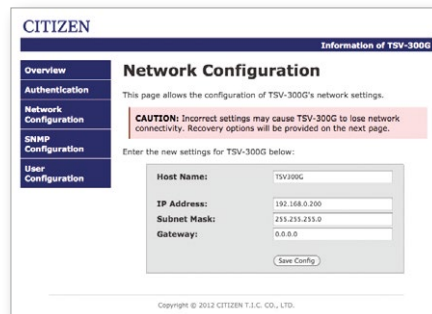 CITIZEN
Information of TSV-300G
Overview
Authentication
Network
Configuration
SNMP
Configuration
User
Configuration
Network Configuration
This page allows the configuration of TSV-300G's network settings.
CAUTION: Incorrect settings may cause TSV-300G to lose network
connectivity. Recovery options will be provided on the next page.
Enter the new settings for TSV-300G below:
Host Name: TSV300G
IP Address: 192.168.0.200
Subnet Mask: 255.255.255.0
Gateway: 0.0.0.0
Save Config
Copyright © 2012 CITIZEN T.I.C. CO., LTD.